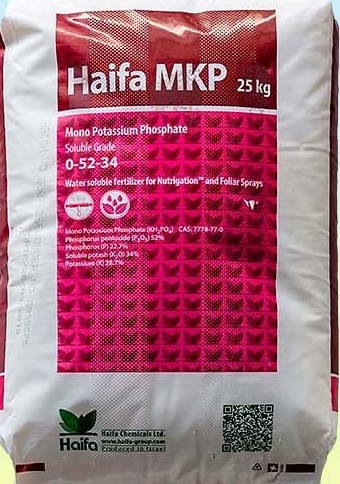 Haifa MKP 25 kg
Mono Potassium Phosphate
Soluble Grade
0-52-34
Water soluble fertilizer for Nutrigation™ and Foliar Sprays
Mono Potassium Phosphate (KH₂PO₄) CAS: 7778-77-0
Phosphorus pentoxide (P₂O₅) 52%
Phosphorus (P) 22.7%
Soluble potash (K₂O) 34%
Potassium (K) 28.7%
Haifa
Haifa Chemicals Ltd.
www.haifa-group.com
Produced in Israel